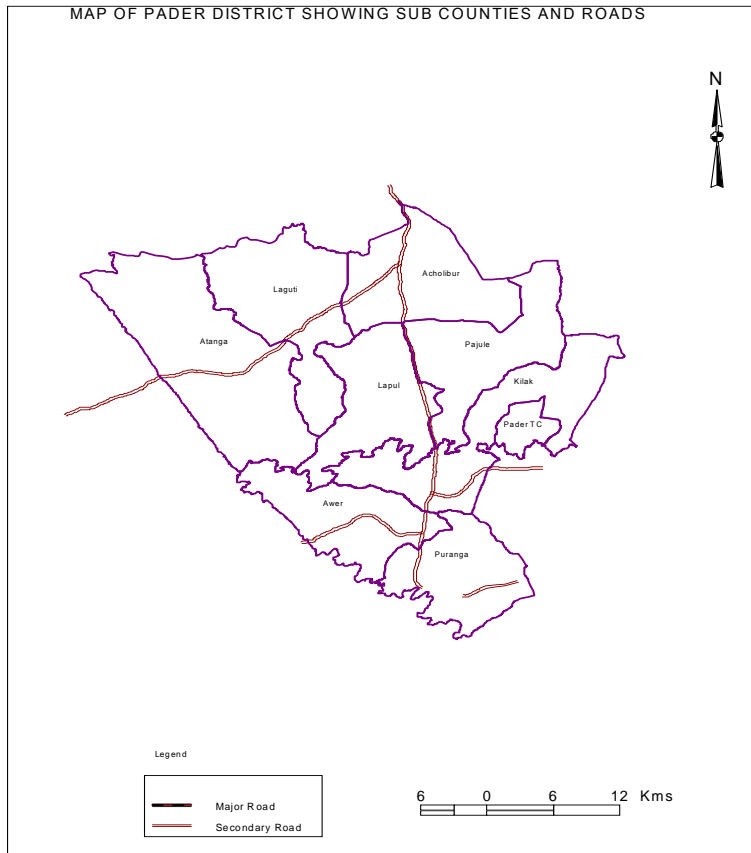 MAP OF PADER DISTRICT SHOWING SUB COUNTIES AND ROADS
N
Acholibur
Laguti
Atanga
Pajule
Lapul
Kilak
Pader TC
Awer
Puranga
Legend
Major Road
Secondary Road
6 0 6 12 Kms